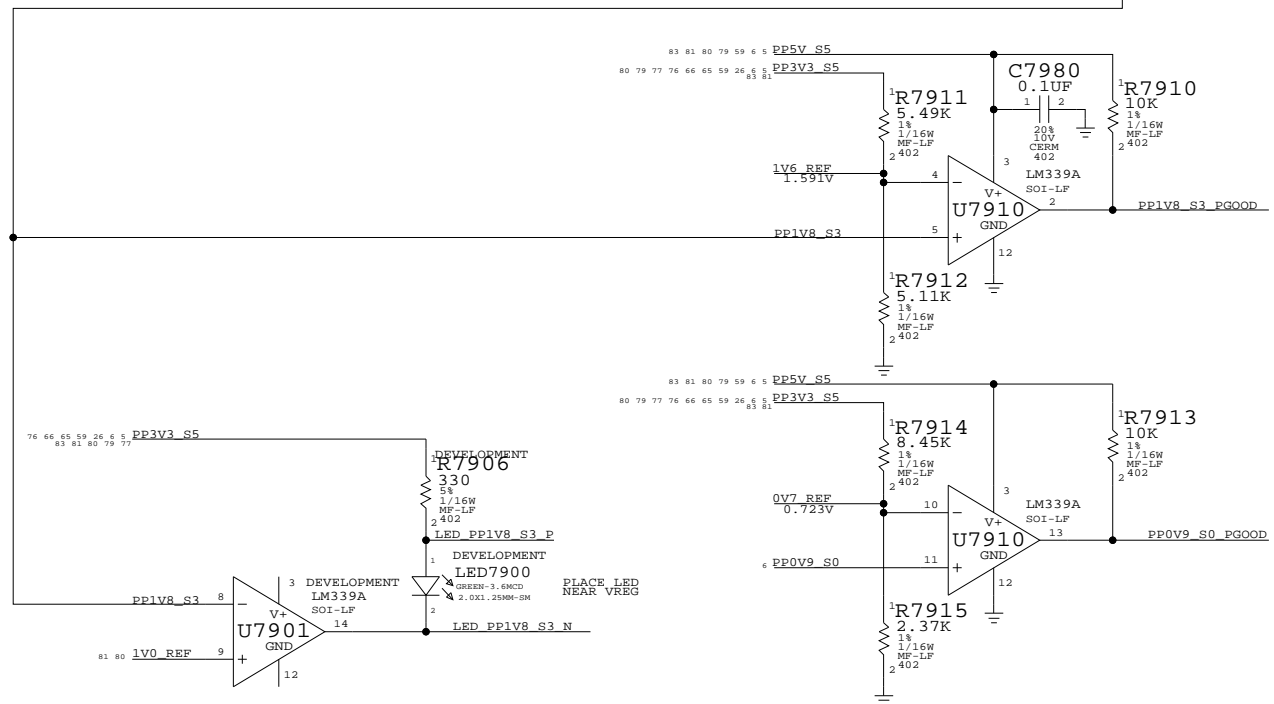 83 81 80 79 59 6 5 PP5V_S5
80 79 77 76 66 65 59 26 6 5 PP3V3_S5
83 81
1
R7911
5.49K
1%
1/16W
MF-LF
2 402
C7980
0.1UF
1 2
20%
10V
CERM
402
1
R7910
10K
1%
1/16W
MF-LF
2 402
1V6_REF
1.591V
3
LM339A
SOI-LF
4
V+
U7910
GND
2
PP1V8_S3_PGOOD
PP1V8_S3
5
12
1
R7912
5.11K
1%
1/16W
MF-LF
2 402
83 81 80 79 59 6 5 PP5V_S5
80 79 77 76 66 65 59 26 6 5 PP3V3_S5
83 81
1
R7914
8.45K
1%
1/16W
MF-LF
2 402
1
R7913
10K
1%
1/16W
MF-LF
2 402
0V7_REF
0.723V
3
LM339A
SOI-LF
10
V+
U7910
GND
13
PP0V9_S0_PGOOD
6 PP0V9_S0
11
12
1
R7915
2.37K
1%
1/16W
MF-LF
2 402
76 66 65 59 26 6 5 PP3V3_S5
83 81 80 79 77
DEVELOPMENT
1
R7906
330
5%
1/16W
MF-LF
2 402
LED_PP1V8_S3_P
DEVELOPMENT
1
LED7900
GREEN-3.6MCD
2.0X1.25MM-SM
2
PLACE LED
NEAR VREG
3
DEVELOPMENT
LM339A
SOI-LF
PP1V8_S3
8
V+
U7901
GND
14
LED_PP1V8_S3_N
81 80 1V0_REF
9
12